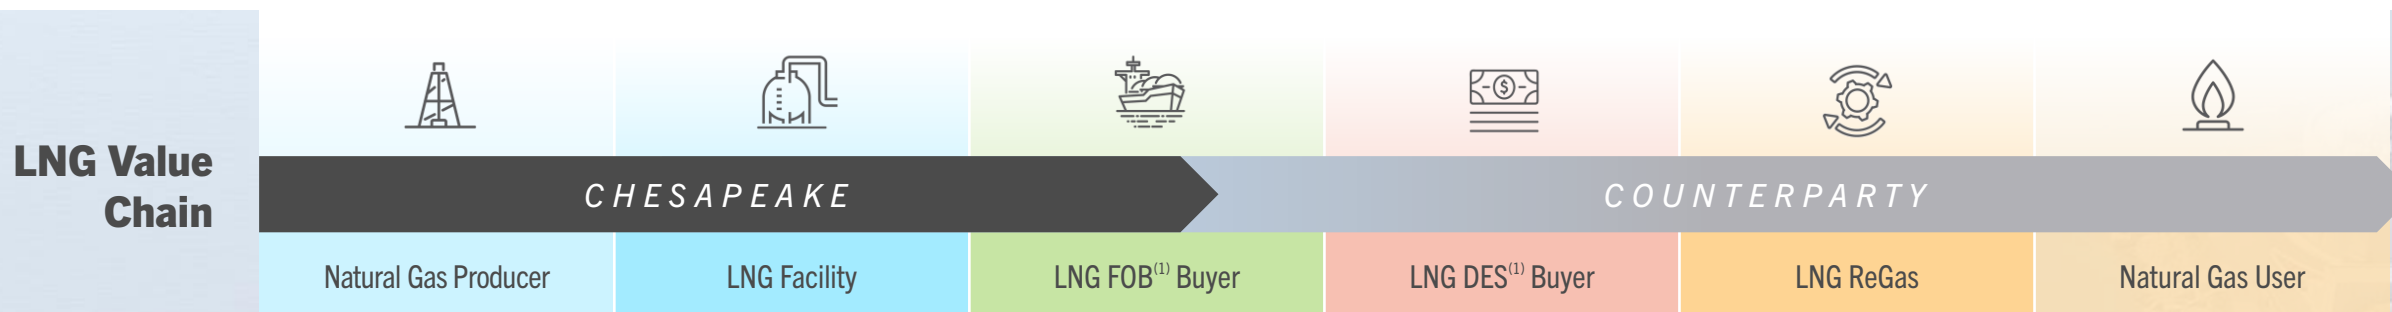 LNG Value
Chain
CHESAPEAKE
COUNTERPARTY
Natural Gas Producer
LNG Facility
LNG FOB(1) Buyer
LNG DES(1) Buyer
LNG ReGas
Natural Gas User
$